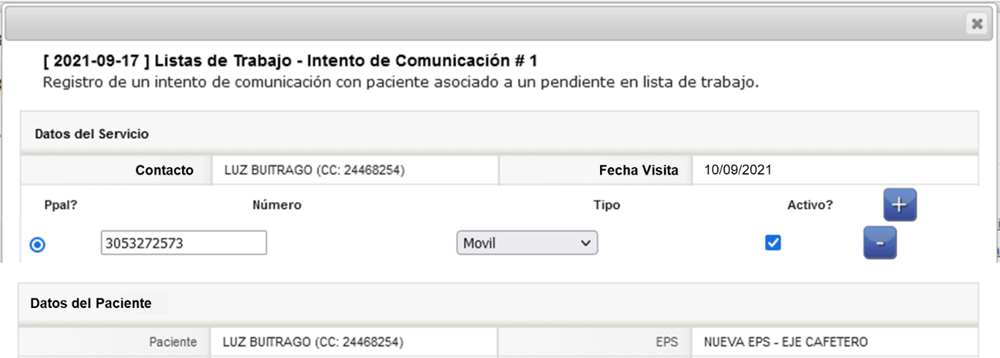 [ 2021-09-17 ] Listas de Trabajo - Intento de Comunicación # 1
Registro de un intento de comunicación con paciente asociado a un pendiente en lista de trabajo.
Datos del Servicio
Contacto LUZ BUITRAGO (CC: 24468254) Fecha Visita 10/09/2021
Ppal? Número Tipo Activo? +
3053272573 Movil -
Datos del Paciente
Paciente LUZ BUITRAGO (CC: 24468254) EPS NUEVA EPS - EJE CAFETERO